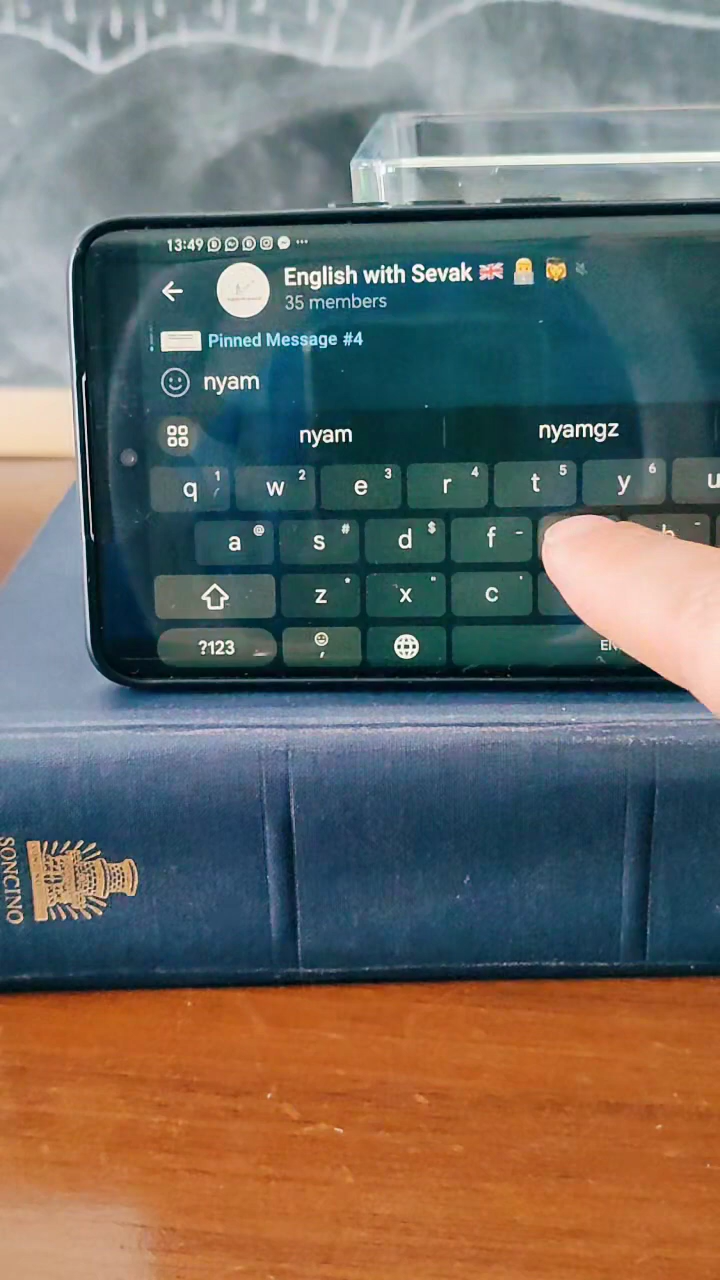 13:49
English with Sevak 🇬🇧
35 members
Pinned Message #4
nyam
nyam nyamgz
q 1 w 2 e 3 r 4 t 5 y 6 u
a @ s # d $ f -
z x c
?123
SONCINO